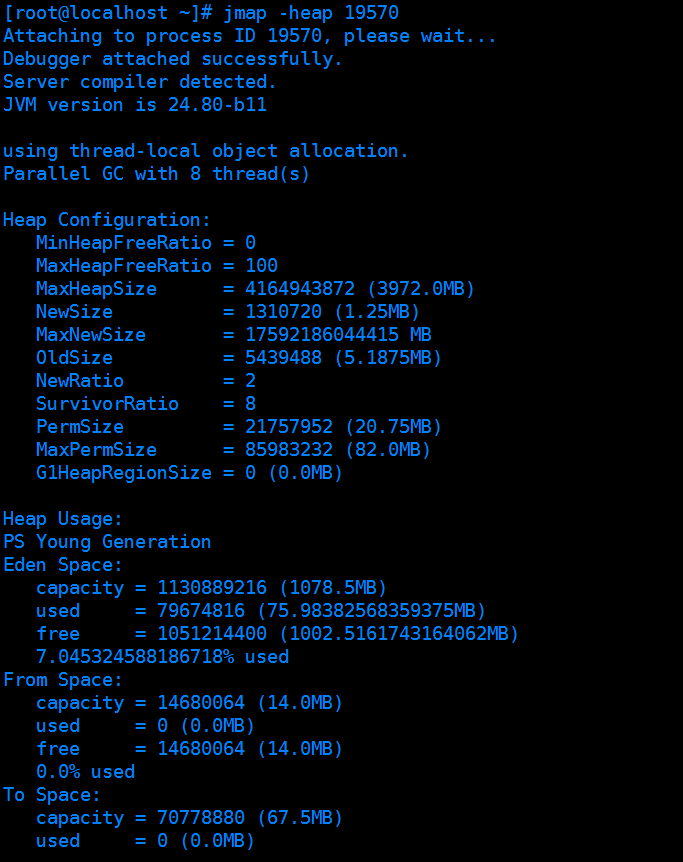 [root@localhost ~]# jmap -heap 19570
Attaching to process ID 19570, please wait...
Debugger attached successfully.
Server compiler detected.
JVM version is 24.80-b11

using thread-local object allocation.
Parallel GC with 8 thread(s)

Heap Configuration:
   MinHeapFreeRatio = 0
   MaxHeapFreeRatio = 100
   MaxHeapSize      = 4164943872 (3972.0MB)
   NewSize          = 1310720 (1.25MB)
   MaxNewSize       = 17592186044415 MB
   OldSize          = 5439488 (5.1875MB)
   NewRatio         = 2
   SurvivorRatio    = 8
   PermSize         = 21757952 (20.75MB)
   MaxPermSize      = 85983232 (82.0MB)
   G1HeapRegionSize = 0 (0.0MB)

Heap Usage:
PS Young Generation
Eden Space:
   capacity = 1130889216 (1078.5MB)
   used     = 79674816 (75.98382568359375MB)
   free     = 1051214400 (1002.5161743164062MB)
   7.045324588186718% used
From Space:
   capacity = 14680064 (14.0MB)
   used     = 0 (0.0MB)
   free     = 14680064 (14.0MB)
   0.0% used
To Space:
   capacity = 70778880 (67.5MB)
   used     = 0 (0.0MB)